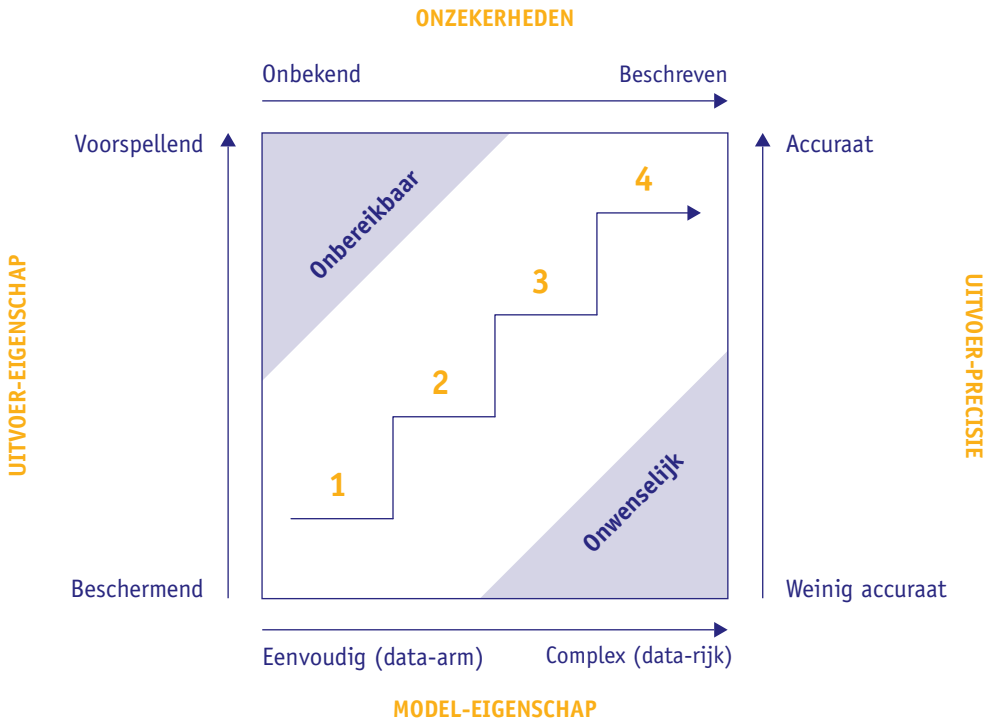 ONZEKERHEDEN
Onbekend
Beschreven
Voorspellend
Accuraat
Onbereikbaar
4
3
UITVOER-EIGENSCHAP
UITVOER-PRECISIE
2
1
Onwenselijk
Beschermend
Weinig accuraat
Eenvoudig (data-arm)
Complex (data-rijk)
MODEL-EIGENSCHAP